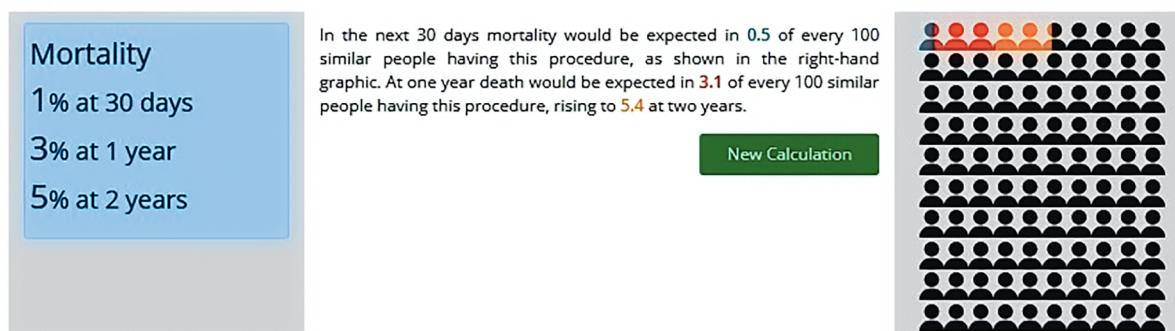 Mortality
1% at 30 days
3% at 1 year
5% at 2 years
In the next 30 days mortality would be expected in 0.5 of every 100
similar people having this procedure, as shown in the right-hand
graphic. At one year death would be expected in 3.1 of every 100 similar
people having this procedure, rising to 5.4 at two years.
New Calculation